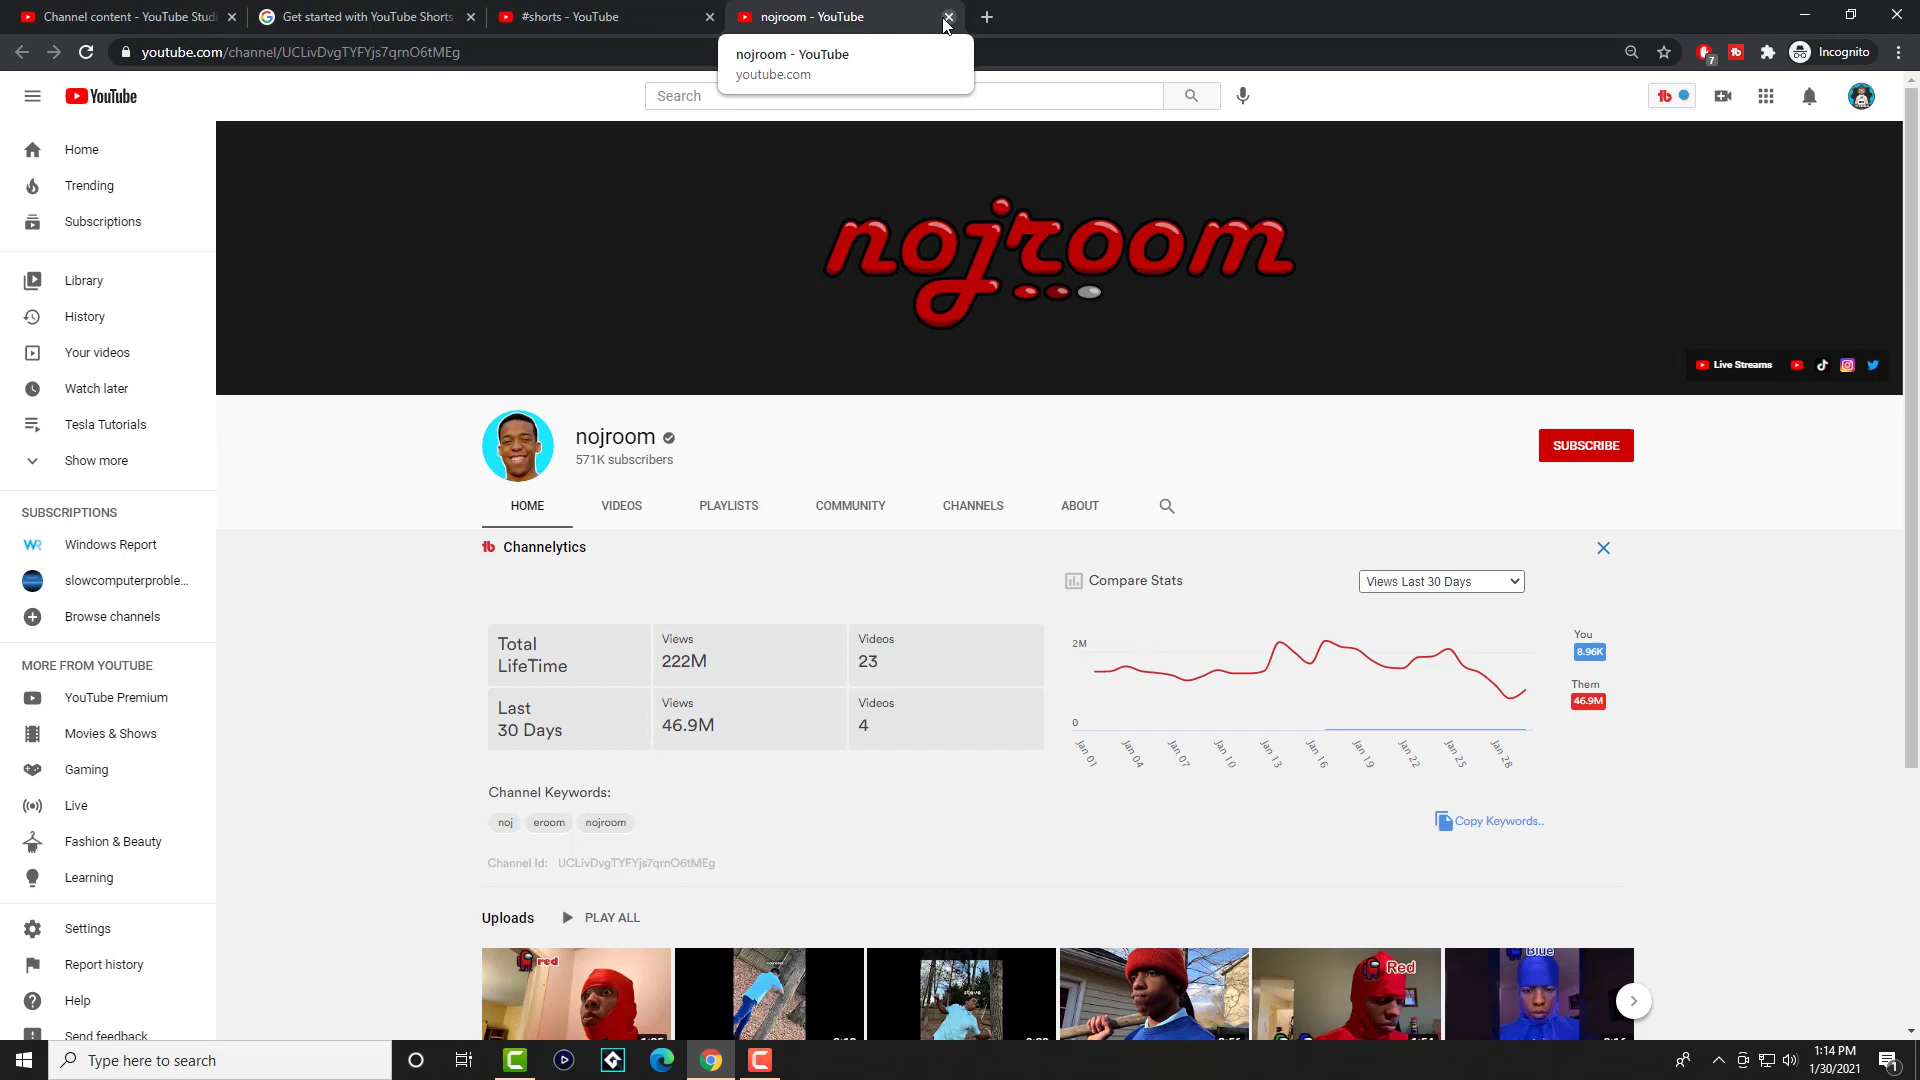 Channel content - YouTube Studi
Get started with YouTube Shorts
#shorts - YouTube
nojroom - YouTube
youtube.com/channel/UCLivDvgTYFYjs7qrnO6tMEg
7
Incognito
nojroom - YouTube
youtube.com
YouTube
Search
Home
Trending
Subscriptions
Library
History
Your videos
Watch later
Tesla Tutorials
Show more
SUBSCRIPTIONS
Windows Report
slowcomputerproble...
Browse channels
MORE FROM YOUTUBE
YouTube Premium
Movies & Shows
Gaming
Live
Fashion & Beauty
Learning
Settings
Report history
Help
Send feedback
nojroom
Live Streams
nojroom
571K subscribers
SUBSCRIBE
HOME
VIDEOS
PLAYLISTS
COMMUNITY
CHANNELS
ABOUT
Channelytics
Compare Stats
Views Last 30 Days
Total
LifeTime
Views
222M
Videos
23
Last
30 Days
Views
46.9M
Videos
4
2M
0
Jan 01
Jan 04
Jan 07
Jan 10
Jan 13
Jan 16
Jan 19
Jan 22
Jan 25
Jan 28
You
8.96K
Them
46.9M
Channel Keywords:
noj
eroom
nojroom
Copy Keywords..
Channel Id: UCLivDvgTYFYjs7qrnO6tMEg
Uploads
PLAY ALL
red
Red
Blue
Type here to search
1:14 PM
1/30/2021
1